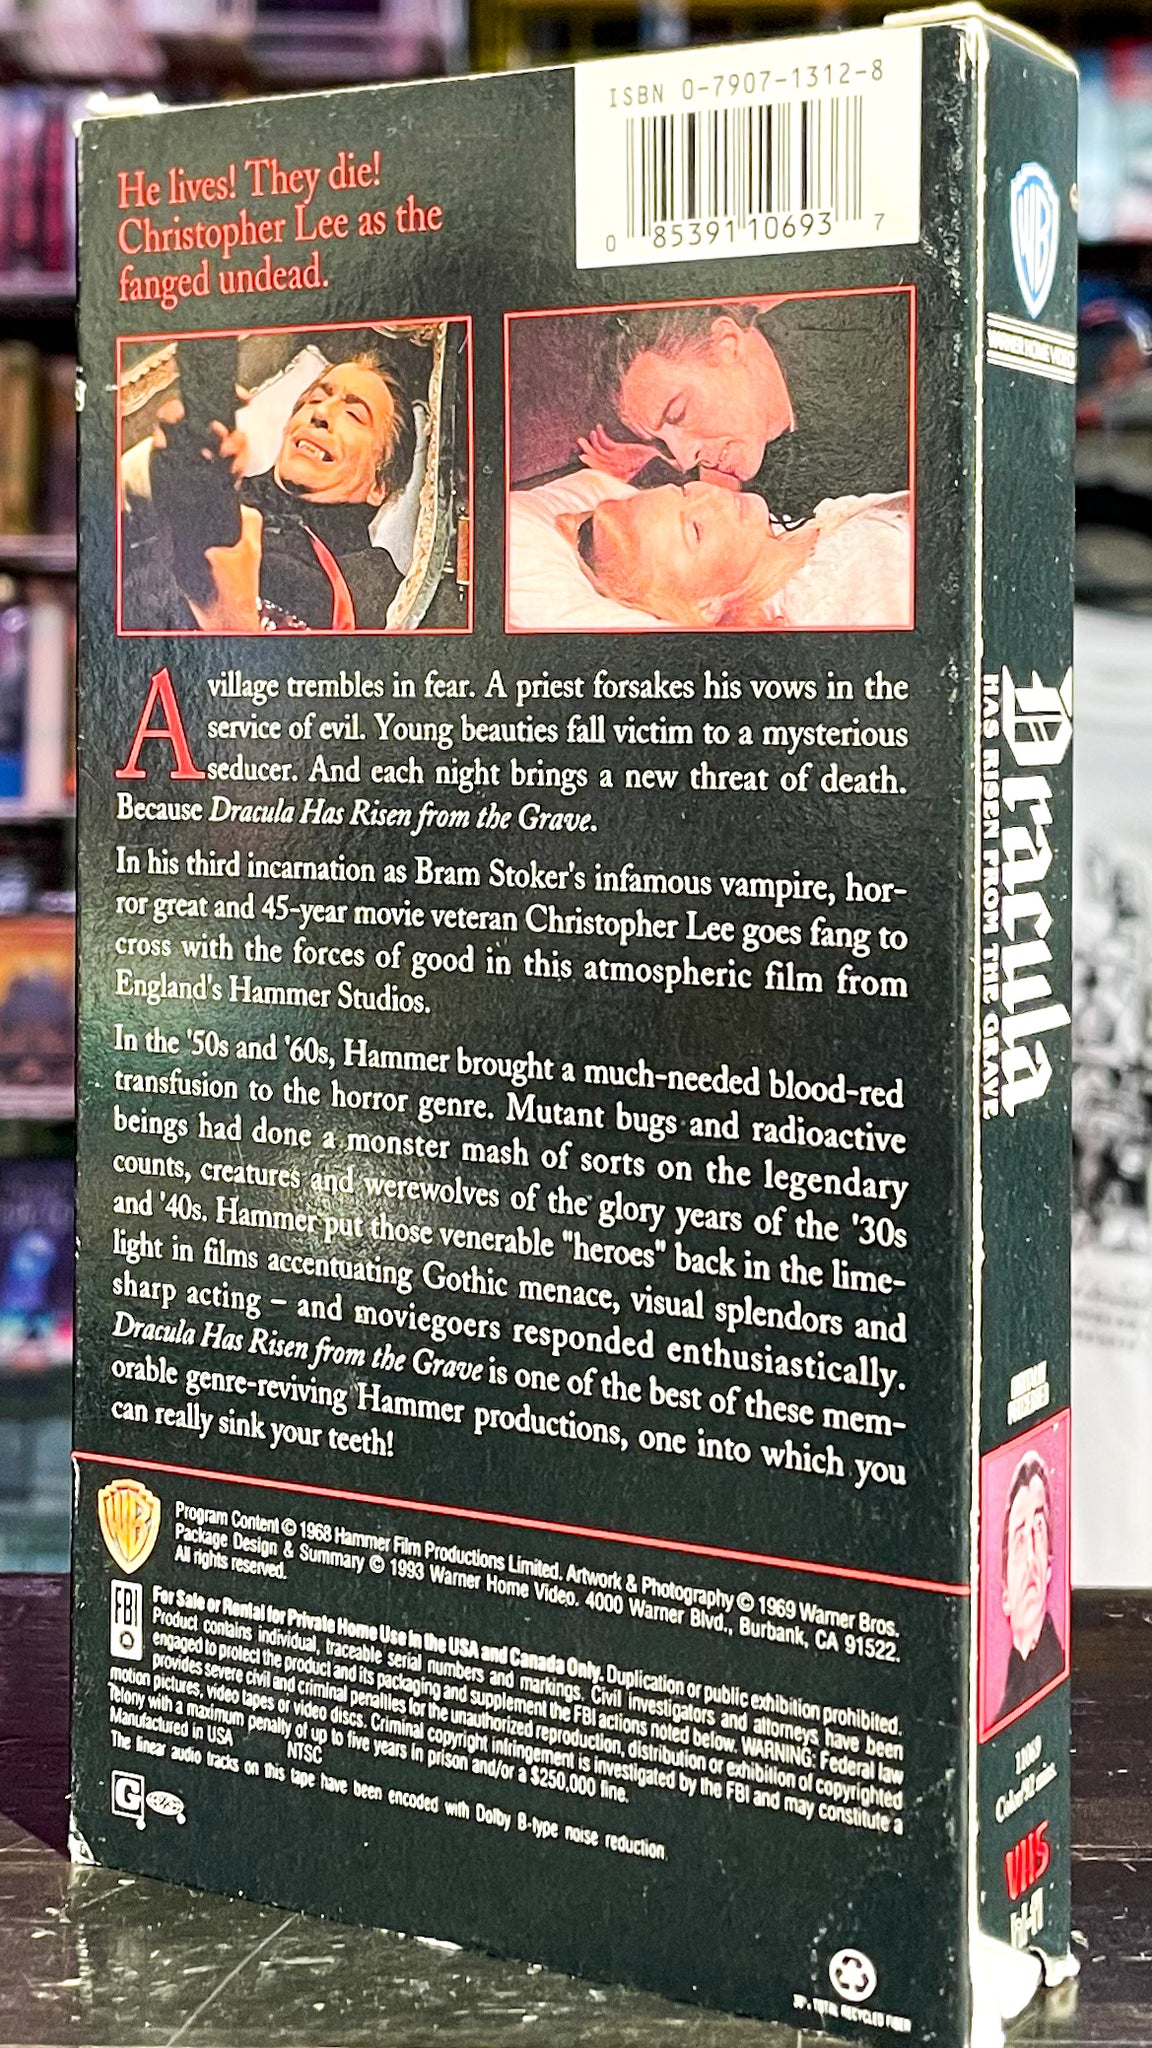 ISBN 0-7907-1312-8
0 85391 10693 7
He lives! They die!
Christopher Lee as the
fanged undead.
A village trembles in fear. A priest forsakes his vows in the
service of evil. Young beauties fall victim to a mysterious
seducer. And each night brings a new threat of death.
Because Dracula Has Risen from the Grave.
In his third incarnation as Bram Stoker's infamous vampire, hor-
ror great and 45-year movie veteran Christopher Lee goes fang to
cross with the forces of good in this atmospheric film from
England's Hammer Studios.
In the '50s and '60s, Hammer brought a much-needed blood-red
transfusion to the horror genre. Mutant bugs and radioactive
beings had done a monster mash of sorts on the legendary
counts, creatures and werewolves of the glory years of the '30s
and '40s. Hammer put those venerable "heroes" back in the lime-
light in films accentuating Gothic menace, visual splendors and
sharp acting – and moviegoers responded enthusiastically.
Dracula Has Risen from the Grave is one of the best of these mem-
orable genre-reviving Hammer productions, one into which you
can really sink your teeth!
WB
Program Content © 1968 Hammer Film Productions Limited. Artwork & Photography © 1969 Warner Bros.
Package Design & Summary © 1993 Warner Home Video. 4000 Warner Blvd., Burbank, CA 91522.
All rights reserved.
FBI
For Sale or Rental for Private Home Use in the USA and Canada Only. Duplication or public exhibition prohibited.
Product contains individual, traceable serial numbers and markings. Civil investigators and attorneys have been
engaged to protect the product and its packaging and supplement the FBI actions noted below. WARNING: Federal law
provides severe civil and criminal penalties for the unauthorized reproduction, distribution or exhibition of copyrighted
motion pictures, video tapes or video discs. Criminal copyright infringement is investigated by the FBI and may constitute a
felony with a maximum penalty of up to five years in prison and/or a $250,000 fine.
Manufactured in USA NTSC
The linear audio tracks on this tape have been encoded with Dolby B-type noise reduction.
G
TOTAL RECYCLED FIBER
WB
WARNER HOME VIDEO
Dracula
HAS RISEN FROM THE GRAVE
11069
Color/92 mins.
VHS
hi-fi